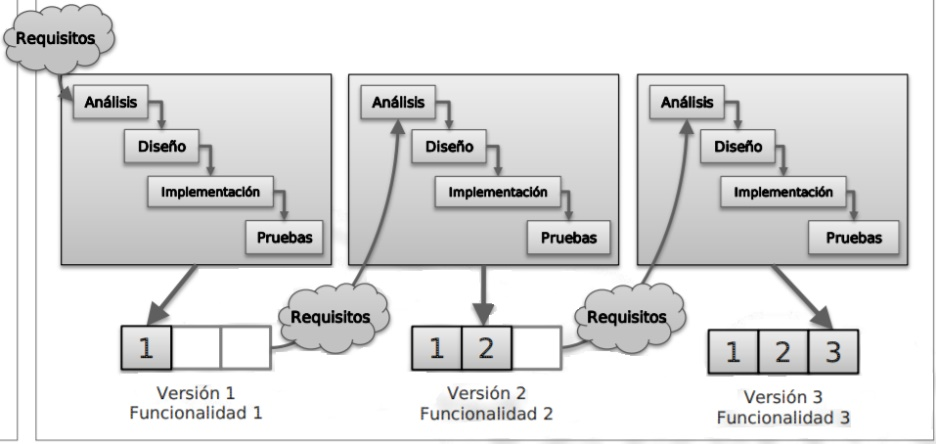 Requisitos
Análisis
Diseño
Implementación
Pruebas
Análisis
Diseño
Implementación
Pruebas
Análisis
Diseño
Implementación
Pruebas
Requisitos
Requisitos
1
1 2
1 2 3
Versión 1
Funcionalidad 1
Versión 2
Funcionalidad 2
Versión 3
Funcionalidad 3